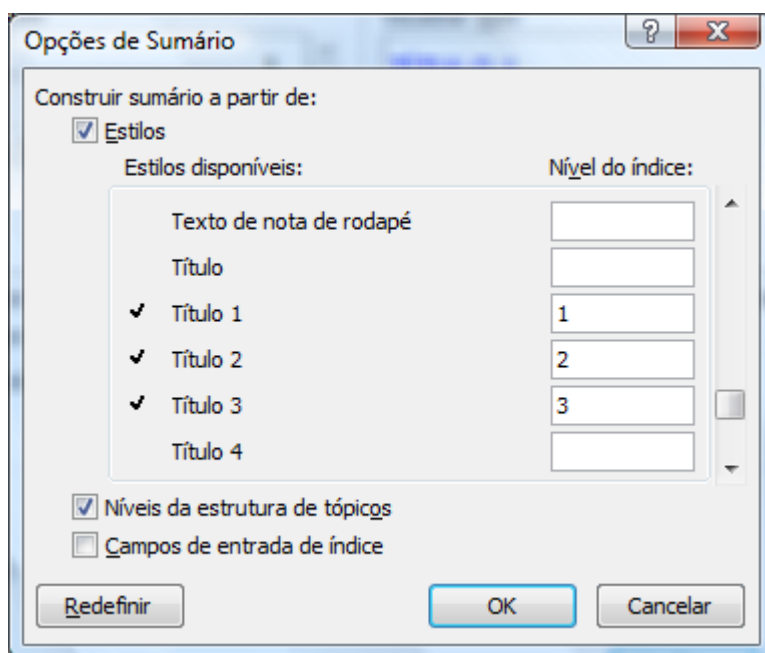 Opções de Sumário
Construir sumário a partir de:
Estilos
Estilos disponíveis: Nível do índice:
Texto de nota de rodapé
Título
Título 1 1
Título 2 2
Título 3 3
Título 4
Níveis da estrutura de tópicos
Campos de entrada de índice
Redefinir OK Cancelar